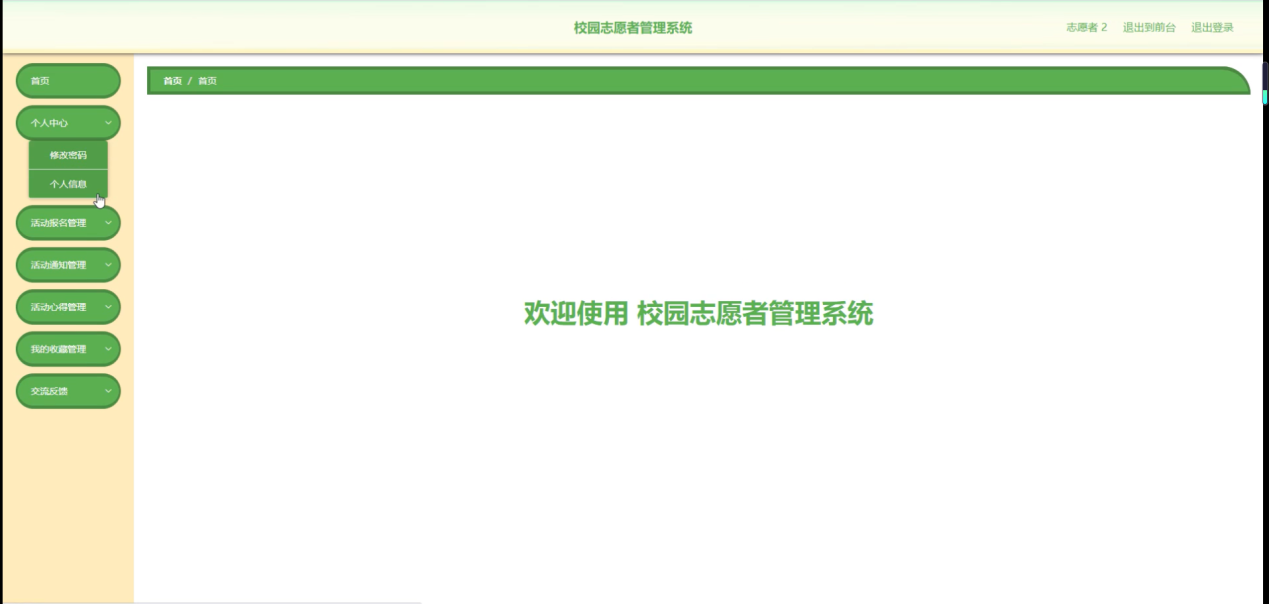 校园志愿者管理系统
志愿者 2 退出到前台 退出登录
首页
首页 / 首页
个人中心
修改密码
个人信息
活动报名管理
活动通知管理
活动心得管理
我的收藏管理
交流反馈
欢迎使用 校园志愿者管理系统